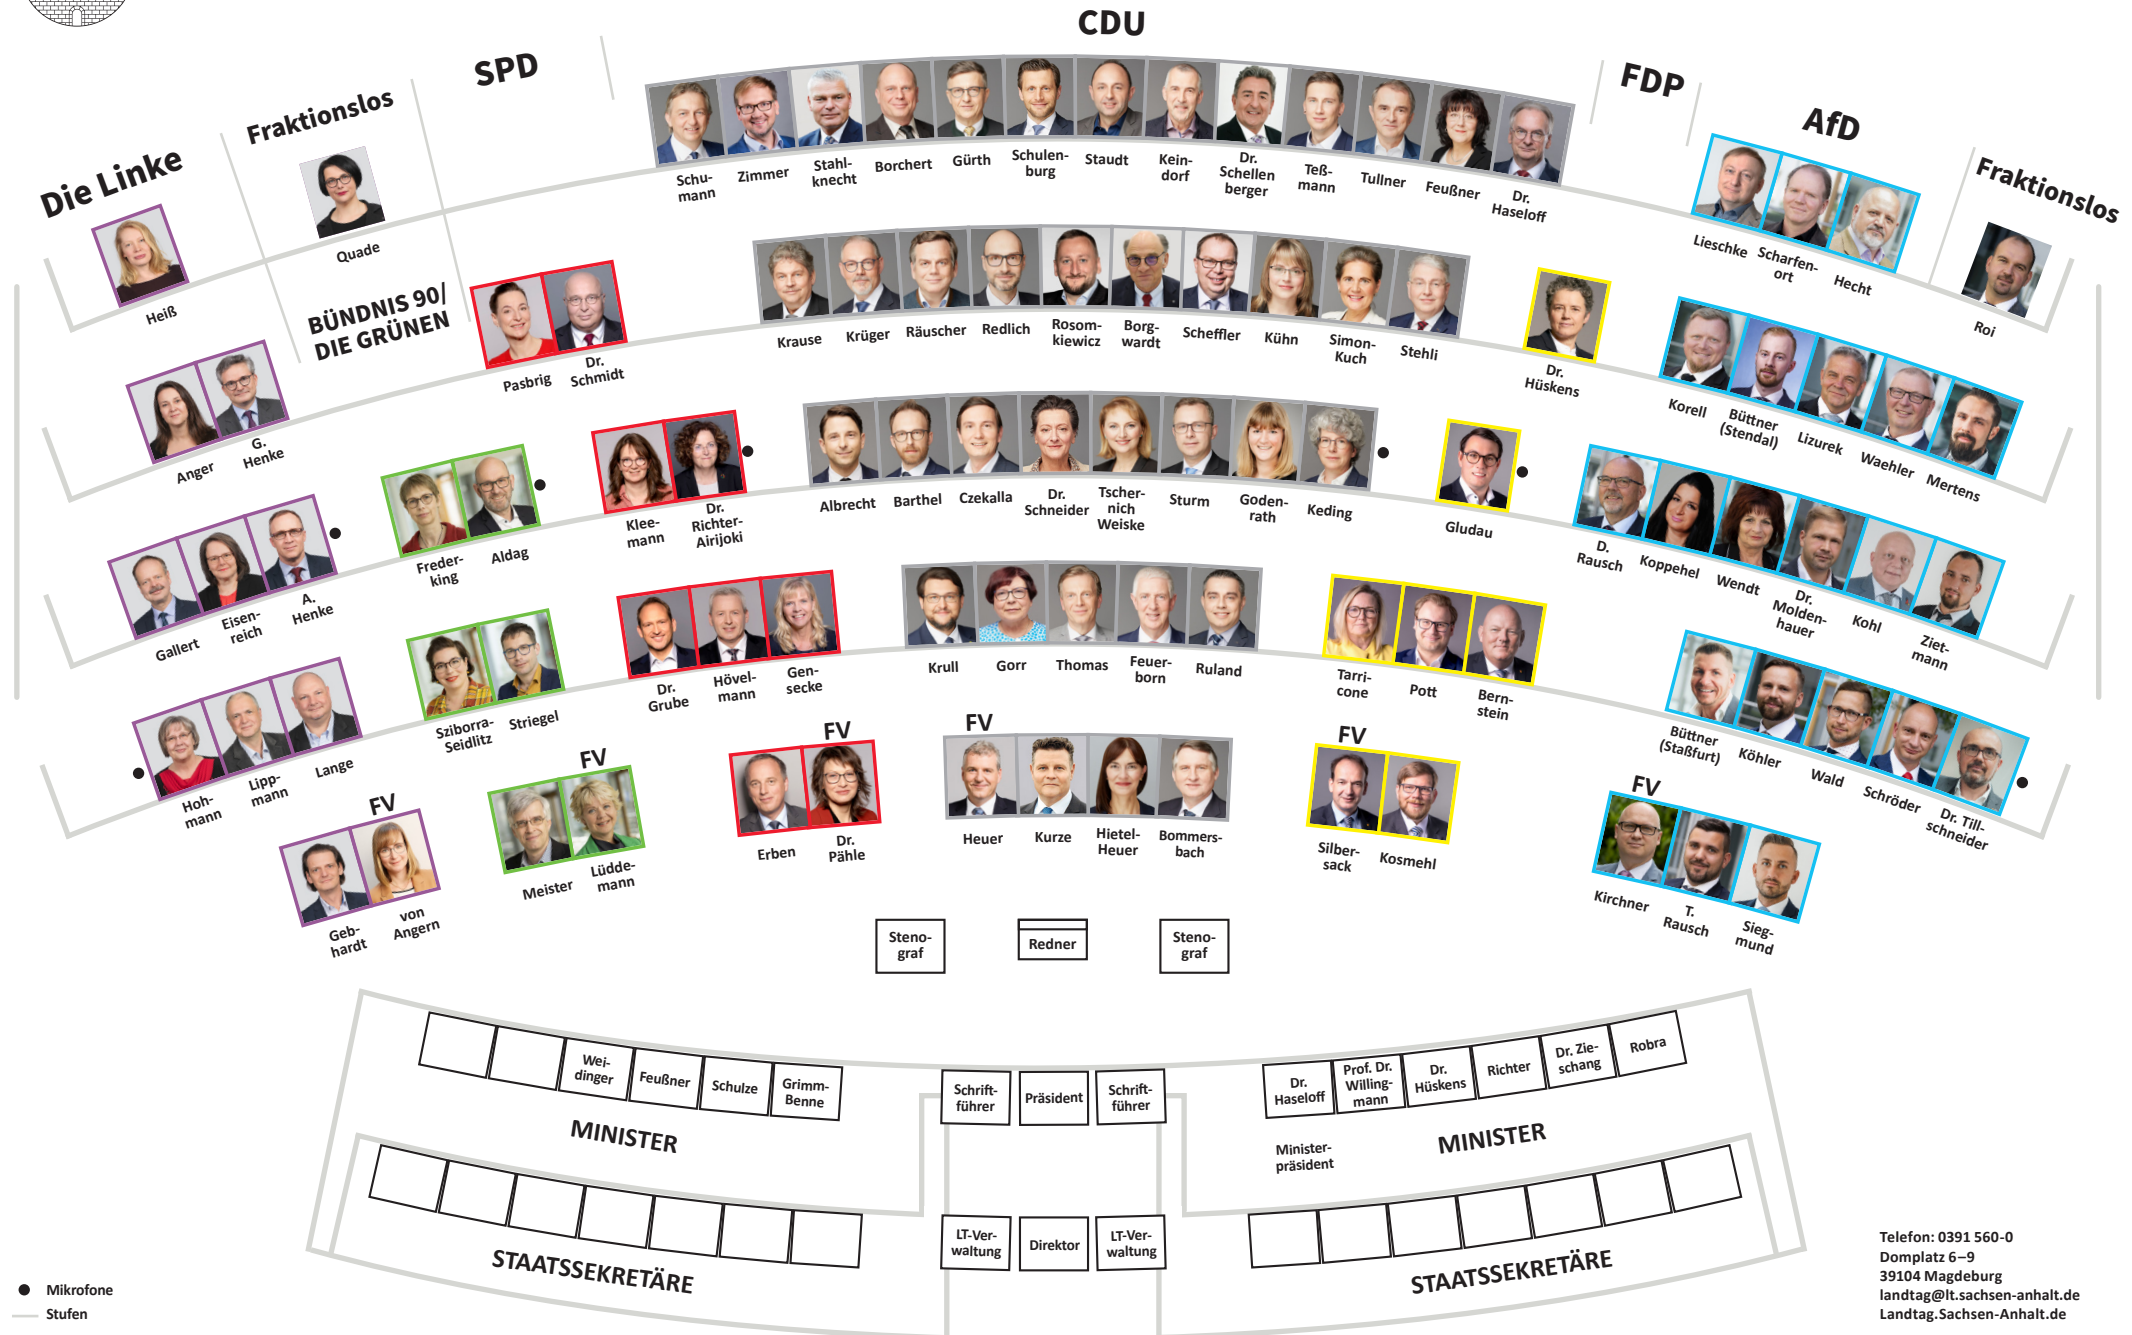 CDU
SPD
FDP
Fraktionslos
AfD
Die Linke
Fraktionslos
Schu-
mann
Zimmer
Stahl-
knecht
Borchert
Gürth
Schulen-
burg
Staudt
Kein-
dorf
Dr.
Schellen
berger
Teß-
mann
Tullner
Feußner
Dr.
Haseloff
Quade
Heiß
Lieschke
Scharfen-
ort
Hecht
Roi
BÜNDNIS 90/
DIE GRÜNEN
Pasbrig
Dr.
Schmidt
Krause
Krüger
Räuscher
Redlich
Rosom-
kiewicz
Borg-
wardt
Scheffler
Kühn
Simon-
Kuch
Stehli
Dr.
Hüskens
Korell
Büttner
(Stendal)
Lizurek
Waehler
Mertens
Anger
G.
Henke
Freder-
king
Aldag
Klee-
mann
Dr.
Richter-
Airijoki
Albrecht
Barthel
Czekalla
Dr.
Schneider
Tscher-
nich
Weiske
Sturm
Goden-
rath
Keding
Gludau
D.
Rausch
Koppehel
Wendt
Dr.
Molden-
hauer
Kohl
Ziet-
mann
Gallert
Eisen-
reich
A.
Henke
Sziborra-
Seidlitz
Striegel
Dr.
Grube
Hövel-
mann
Gen-
secke
Krull
Gorr
Thomas
Feuer-
born
Ruland
Tarri-
cone
Pott
Bern-
stein
Büttner
(Staßfurt)
Köhler
Wald
Schröder
Dr. Till-
schneider
Hoh-
mann
Lipp-
mann
Lange
FV
FV
FV
FV
FV
FV
Geb-
hardt
von
Angern
Meister
Lüdde-
mann
Erben
Dr.
Pähle
Heuer
Kurze
Hietel-
Heuer
Bommers-
bach
Silber-
sack
Kosmehl
Kirchner
T.
Rausch
Sieg-
mund
Steno-
graf
Redner
Steno-
graf
Wei-
dinger
Feußner
Schulze
Grimm-
Benne
Schrift-
führer
Präsident
Schrift-
führer
Dr.
Haseloff
Prof. Dr.
Willing-
mann
Dr.
Hüskens
Richter
Dr. Zie-
schang
Robra
MINISTER
Minister-
präsident
MINISTER
LT-Ver-
waltung
Direktor
LT-Ver-
waltung
STAATSSEKRETÄRE
STAATSSEKRETÄRE
Mikrofone
Stufen
Telefon: 0391 560-0
Domplatz 6–9
39104 Magdeburg
landtag@lt.sachsen-anhalt.de
Landtag.Sachsen-Anhalt.de